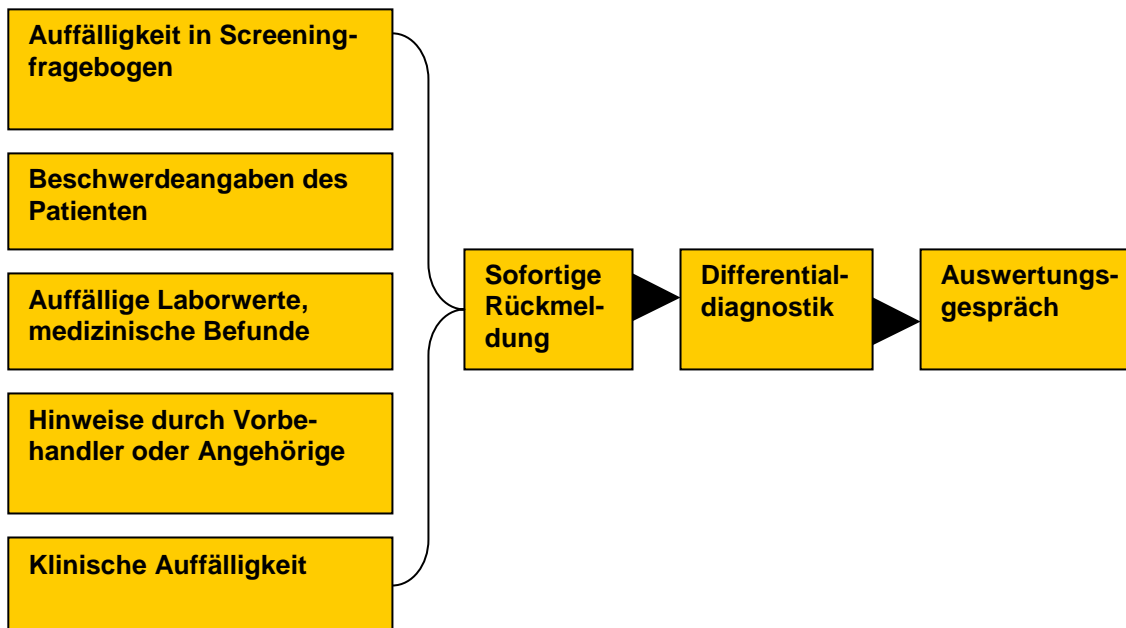 Auffälligkeit in Screening-
fragebogen
Beschwerdeangaben des
Patienten
Auffällige Laborwerte,
medizinische Befunde
Hinweise durch Vorbe-
handler oder Angehörige
Klinische Auffälligkeit
Sofortige
Rückmel-
dung
Differential-
diagnostik
Auswertungs-
gespräch